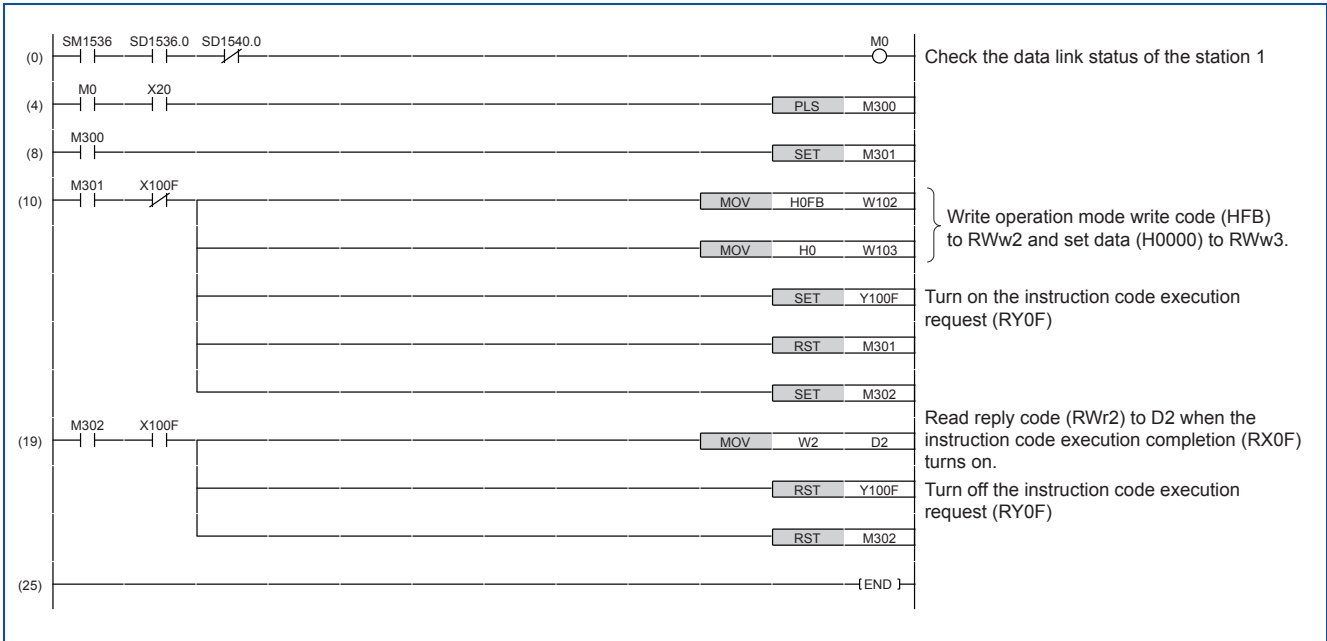 SM1536 SD1536.0 SD1540.0 M0
(0) Check the data link status of the station 1
M0 X20
(4) PLS M300
M300
(8) SET M301
M301 X100F
(10) MOV H0FB W102
Write operation mode write code (HFB)
to RWw2 and set data (H0000) to RWw3.
MOV H0 W103
SET Y100F Turn on the instruction code execution
request (RY0F)
RST M301
SET M302
M302 X100F
Read reply code (RWr2) to D2 when the
(19) MOV W2 D2 instruction code execution completion (RX0F)
turns on.
RST Y100F Turn off the instruction code execution
request (RY0F)
RST M302
(25) END